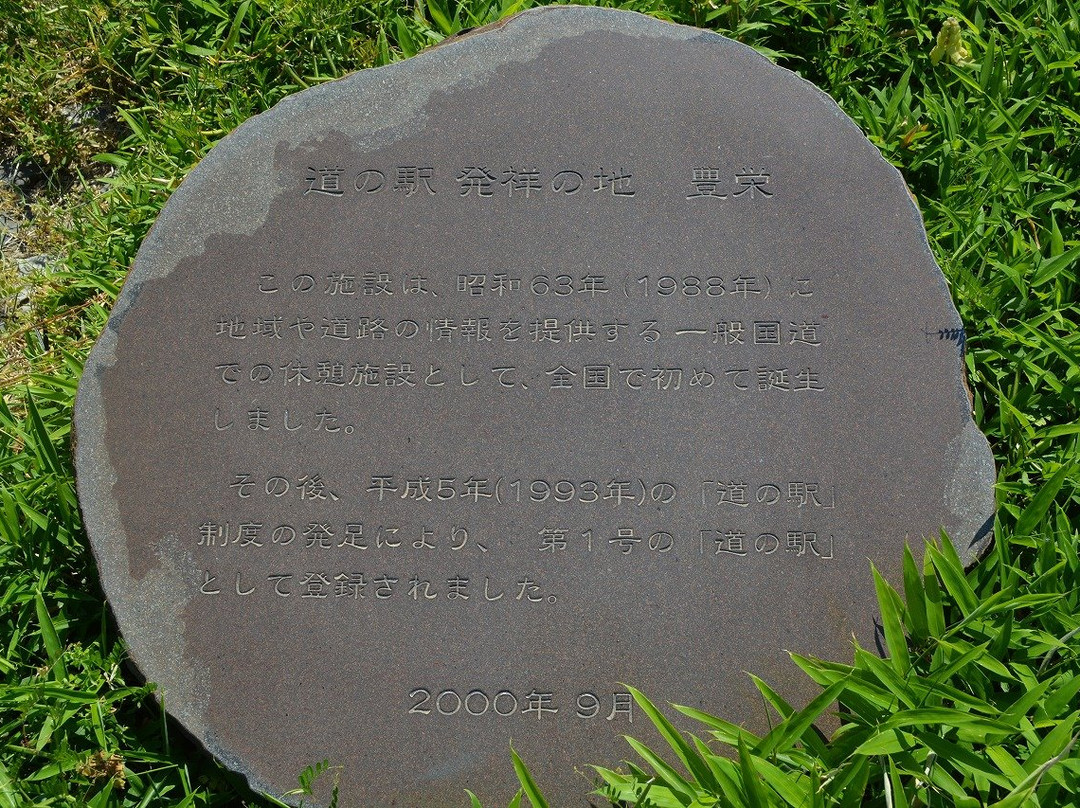 道の駅 発祥の地　豊栄
この施設は、昭和63年 (1988年) に
地域や道路の情報を提供する一般国道
での休憩施設として、全国で初めて誕生
しました。
その後、平成5年(1993年)の「道の駅」
制度の発足により、 第1号の「道の駅」
として登録されました。
2000年 9月